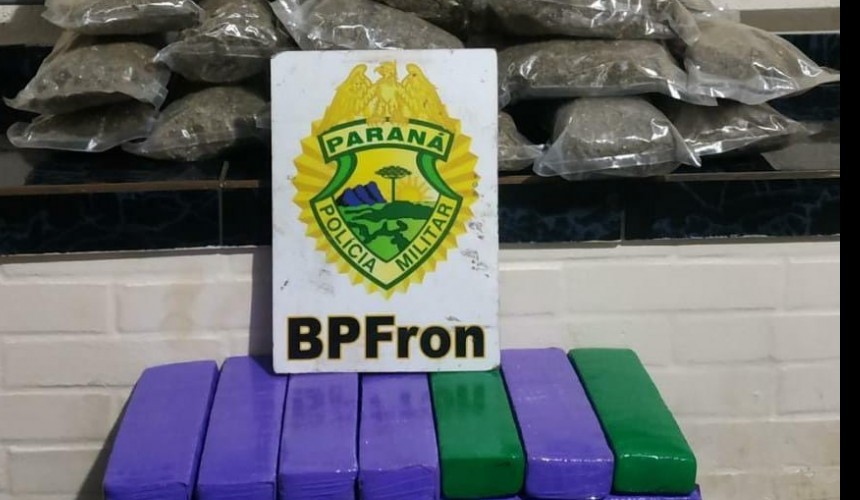 PARANÁ
POLÍCIA MILITAR
BPFron